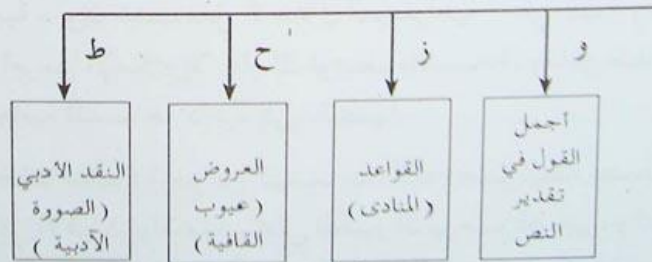 و
أجمل
القول في
تقدير
النص
ز
القواعد
(المنادى)
ح
العروض
(عيوب
القافية)
ط
النقد الأدبي
(الصورة
الأدبية)